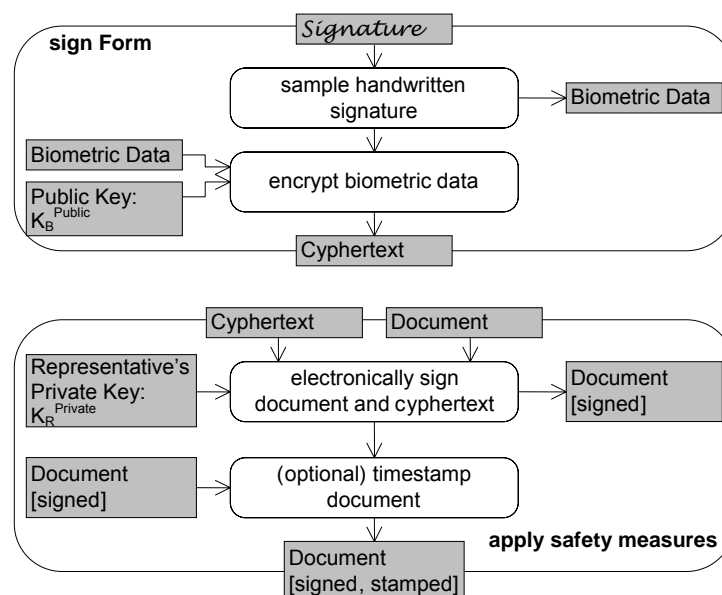 sign Form
Signature
sample handwritten
signature
Biometric Data
Biometric Data
Public Key:
K_B^Public
encrypt biometric data
Cyphertext
Cyphertext
Document
Representative's
Private Key:
K_R^Private
electronically sign
document and cyphertext
Document
[signed]
Document
[signed]
(optional) timestamp
document
apply safety measures
Document
[signed, stamped]